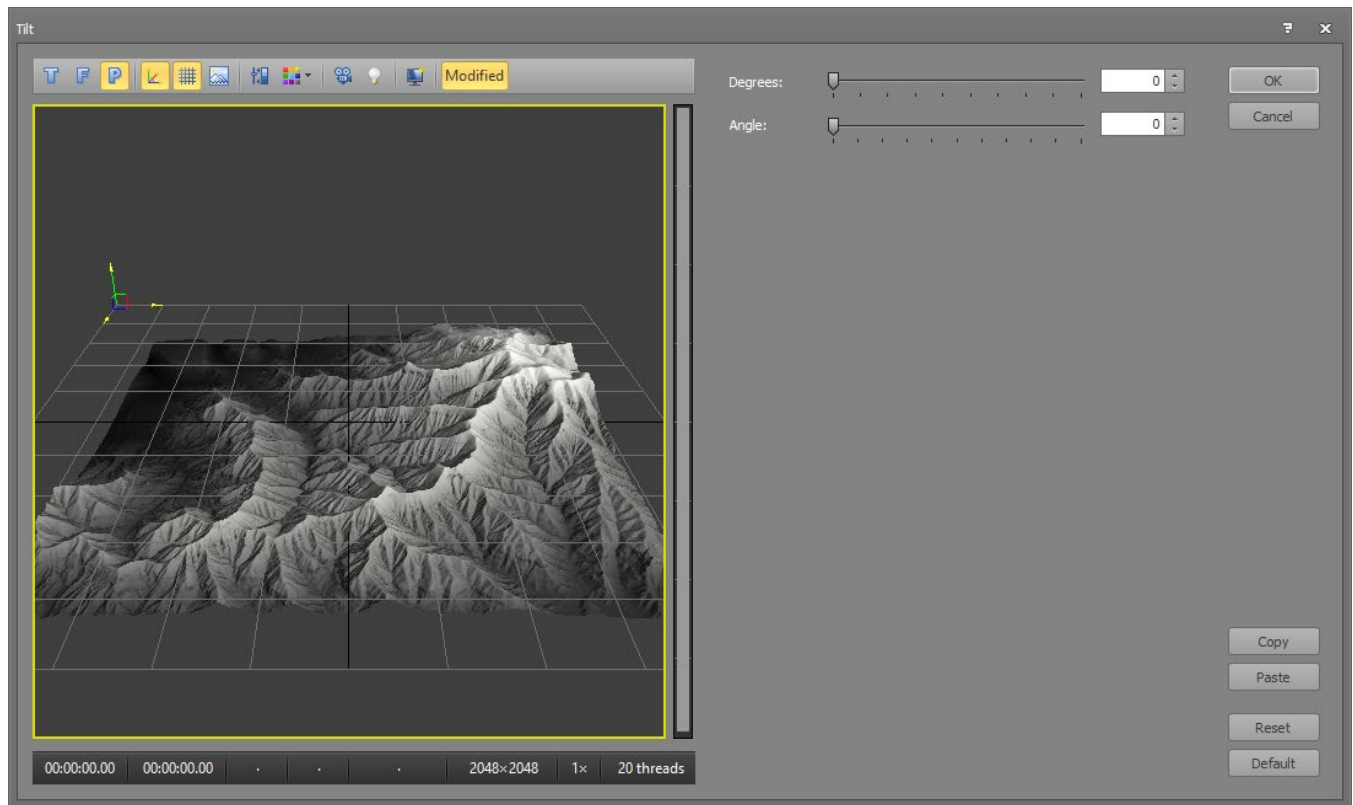 Tilt
T F P Modified
Degrees: 0
Angle: 0
OK
Cancel
Copy
Paste
Reset
Default
00:00:00.00 00:00:00.00 . . . 2048×2048 1× 20 threads